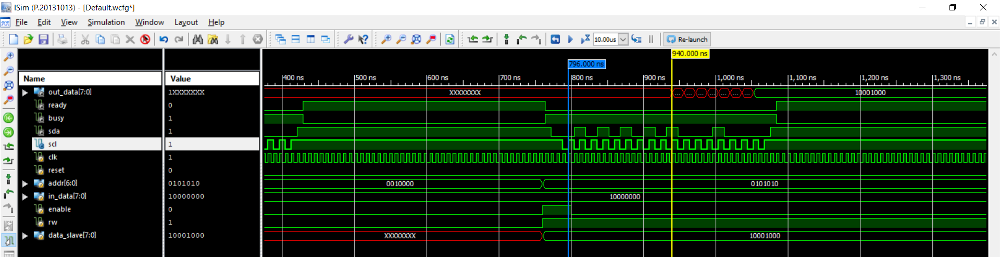 ISim (P.20131013) - [Default.wcfg*]
File Edit View Simulation Window Layout Help
10.00us Re-launch
940.000 ns
796.000 ns
Name Value 400 ns 500 ns 600 ns 700 ns 800 ns 900 ns 1,000 ns 1,100 ns 1,200 ns 1,300 ns
out_data[7:0] 1XXXXXXX XXXXXXXX ... ... ... ... ... ... ... 10001000
ready 0
busy 1
sda 1
scl 1
clk 1
reset 0
addr[6:0] 0101010 0010000 0101010
in_data[7:0] 10000000 10000000
enable 0
rw 1
data_slave[7:0] 10001000 XXXXXXXX 10001000